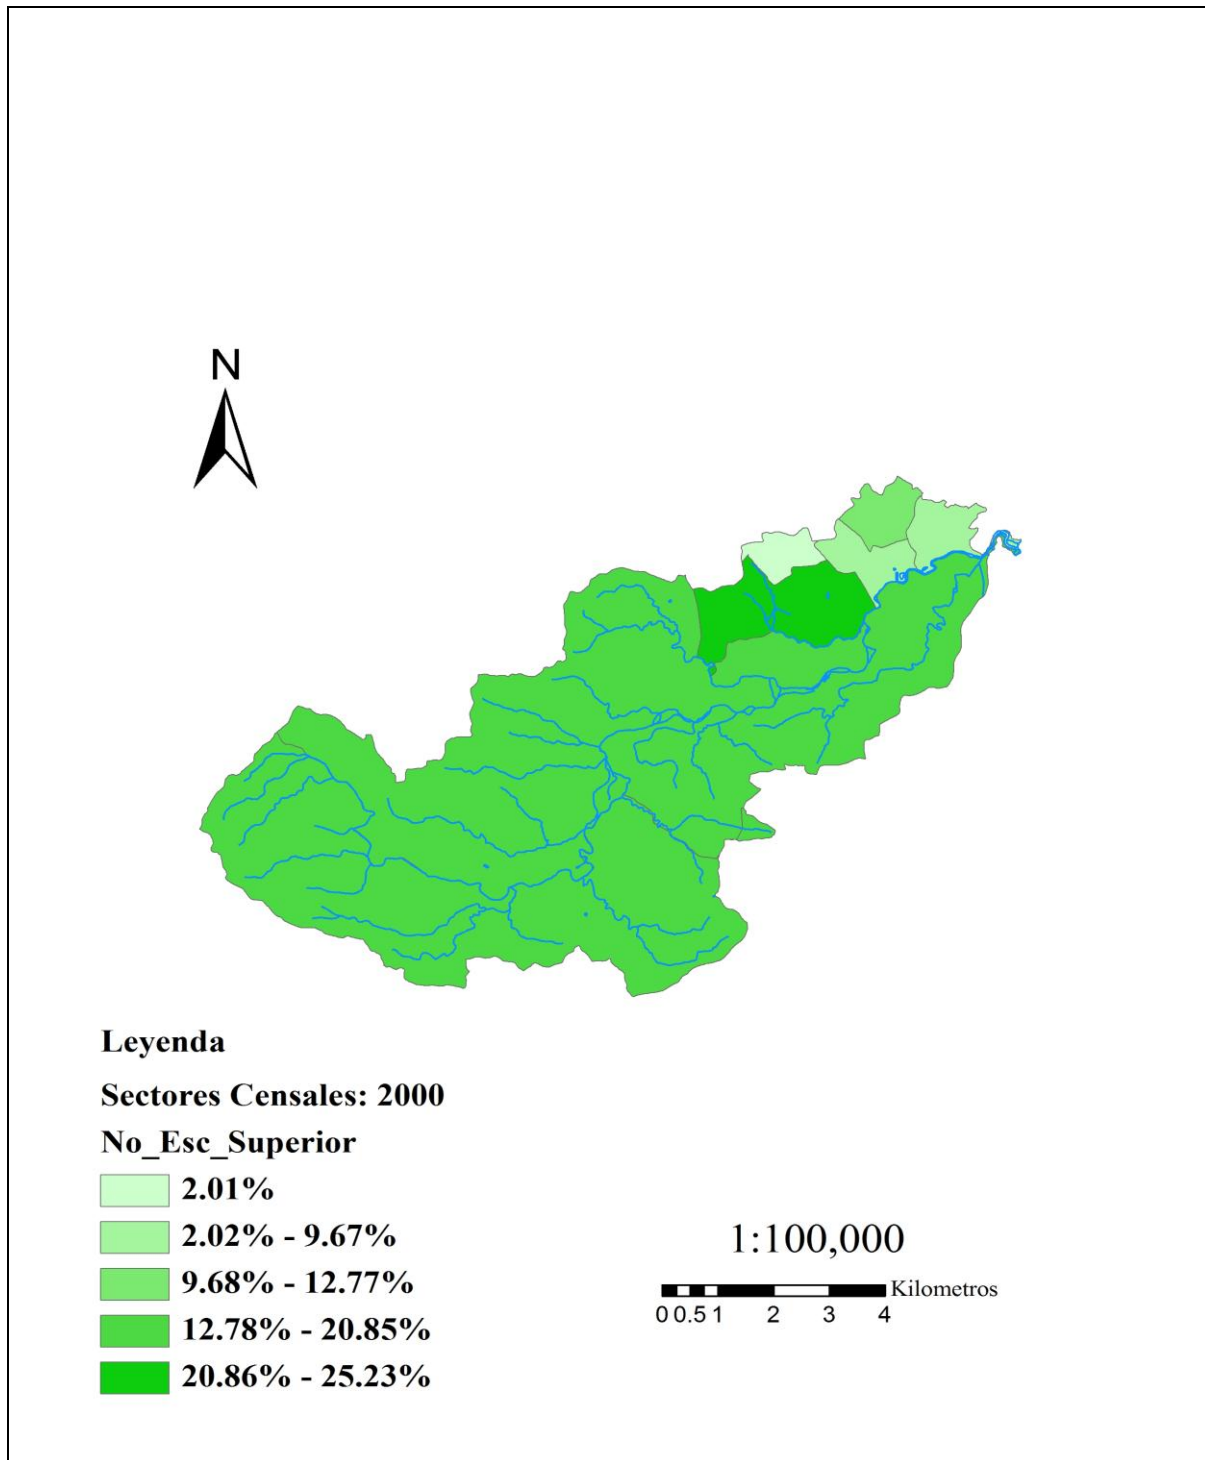 N
Leyenda
Sectores Censales: 2000
No_Esc_Superior
2.01%
2.02% - 9.67%
9.68% - 12.77%
12.78% - 20.85%
20.86% - 25.23%
1:100,000
Kilometros
0 0.5 1 2 3 4